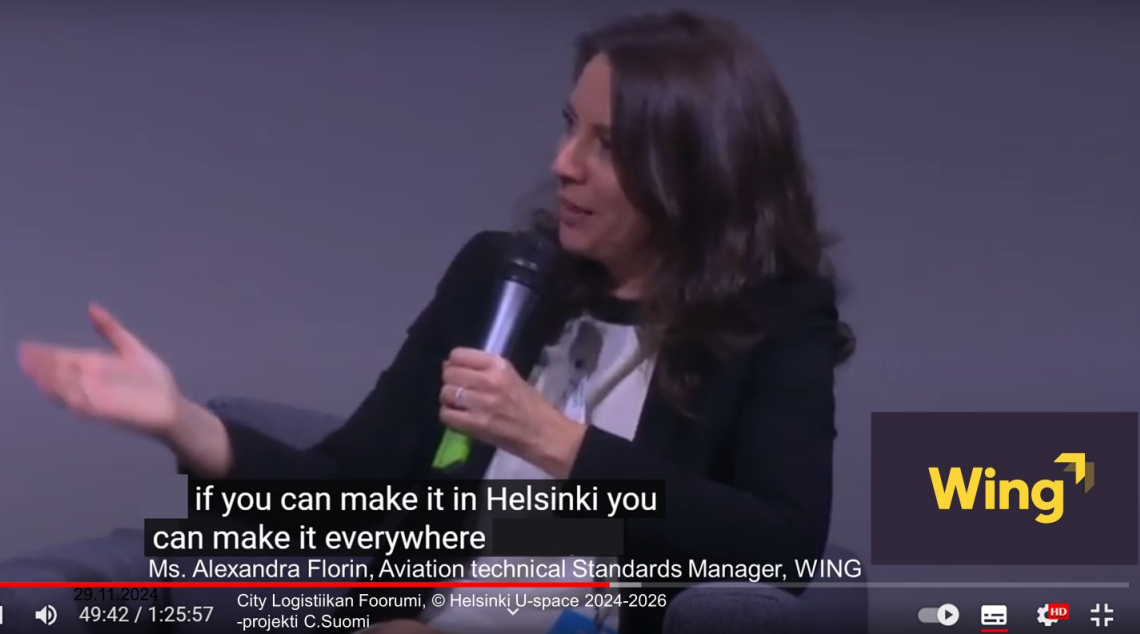 Wing
if you can make it in Helsinki you
can make it everywhere
Ms. Alexandra Florin, Aviation technical Standards Manager, WING
29.11.2024
49:42 / 1:25:57
City Logistiikan Foorumi, © Helsinki U-space 2024-2026
-projekti C.Suomi
HD